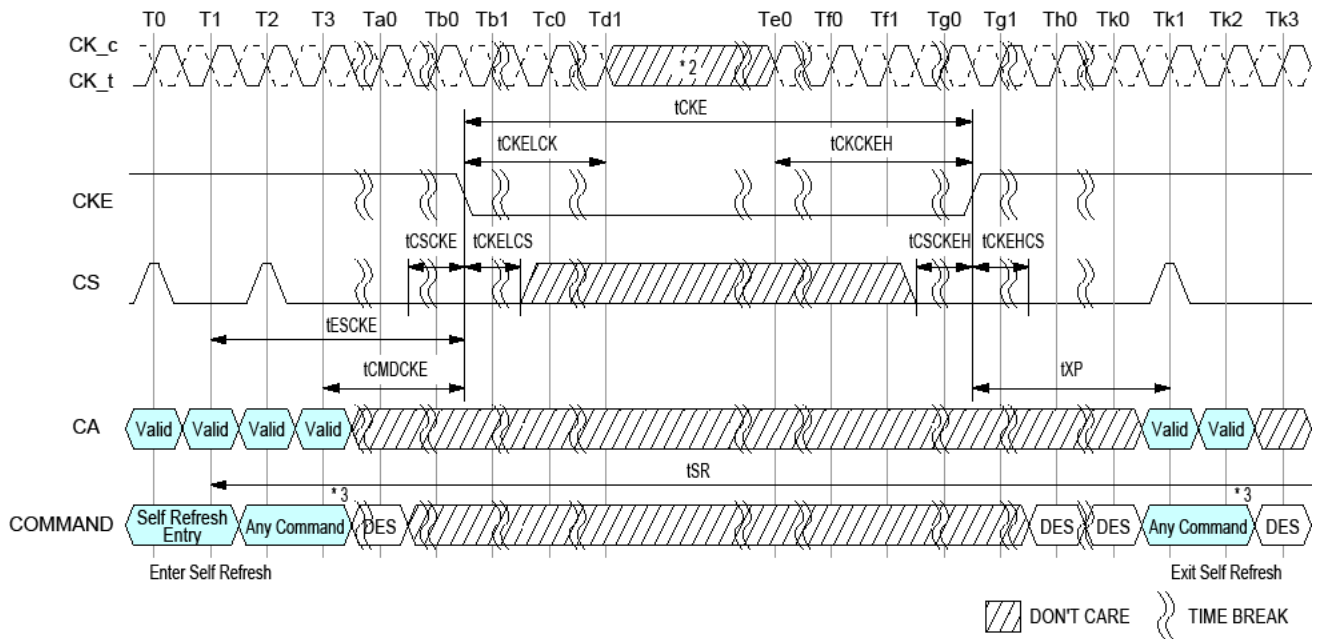 T0 T1 T2 T3 Ta0 Tb0 Tb1 Tc0 Td1 Te0 Tf0 Tf1 Tg0 Tg1 Th0 Tk0 Tk1 Tk2 Tk3
CK_c
CK_t
* 2
tCKE
tCKELCK tCKCKEH
CKE
tCSCKE tCKELCS tCSCKEH tCKEHCS
CS
tESCKE
tCMDCKE tXP
CA Valid Valid Valid Valid Valid Valid
tSR
* 3 * 3
COMMAND Self Refresh Entry Any Command DES DES DES Any Command DES
Enter Self Refresh Exit Self Refresh
DON'T CARE TIME BREAK